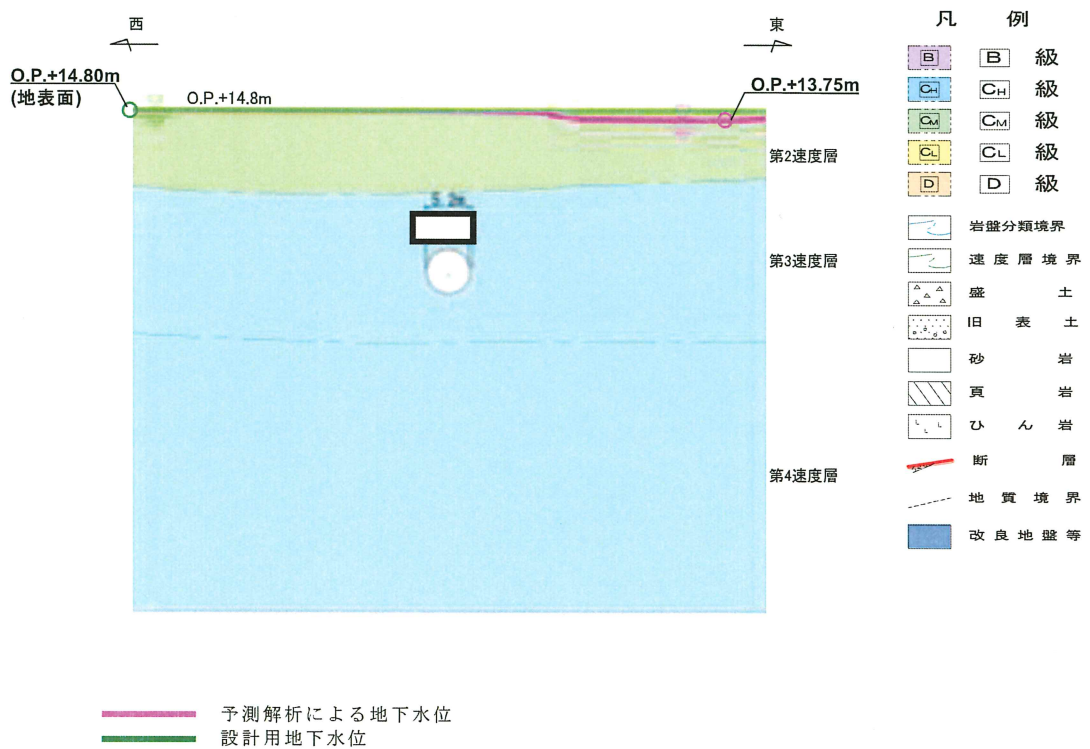 西
東
凡 例
O.P.+14.80m
(地表面)
O.P.+14.8m
O.P.+13.75m
B B 級
CH CH 級
CM CM 級
CL CL 級
D D 級
第2速度層
第3速度層
第4速度層
岩盤分類境界
速度層境界
盛土
旧表土
砂岩
頁岩
ひん岩
断層
地質境界
改良地盤等
予測解析による地下水位
設計用地下水位